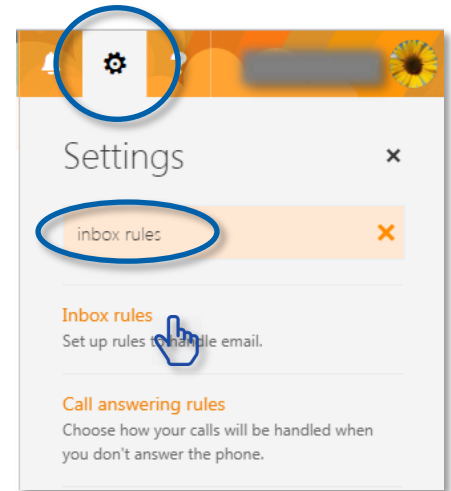 ?
Settings
inbox rules
Inbox rules
Set up rules to handle email.
Call answering rules
Choose how your calls will be handled when
you don't answer the phone.